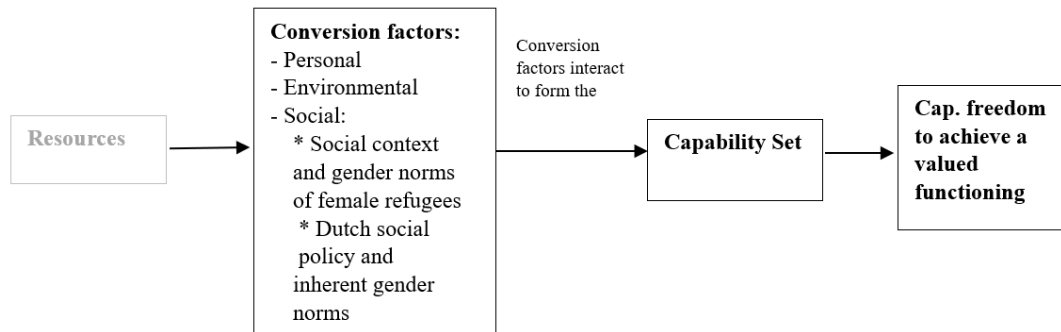 Resources
Conversion factors:
- Personal
- Environmental
- Social:
* Social context
and gender norms
of female refugees
* Dutch social
policy and
inherent gender
norms
Conversion
factors interact
to form the
Capability Set
Cap. freedom
to achieve a
valued
functioning